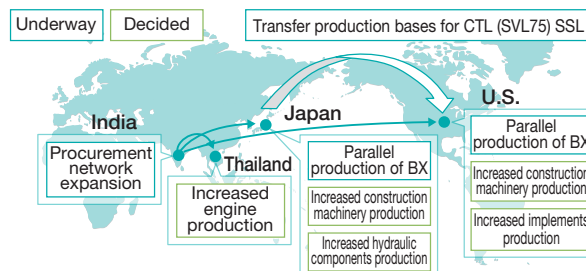 Underway
Decided
Transfer production bases for CTL (SVL75) SSL
India
Procurement
network
expansion
Thailand
Increased
engine
production
Japan
Parallel
production of BX
Increased construction
machinery production
Increased hydraulic
components production
U.S.
Parallel
production of BX
Increased construction
machinery production
Increased implements
production